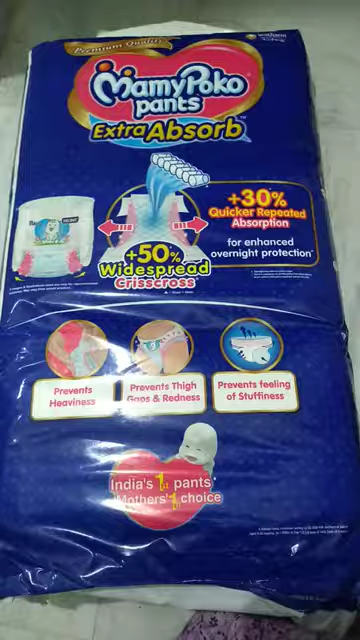 Premium Quality
MamyPoko
pants
Extra Absorb™
+30%
Quicker Repeated
Absorption
for enhanced
overnight protection*
+50%
Widespread
Crisscross
Prevents
Heaviness
Prevents Thigh
Gaps & Redness
Prevents feeling
of Stuffiness
India's 1st pants
Mothers' 1st choice